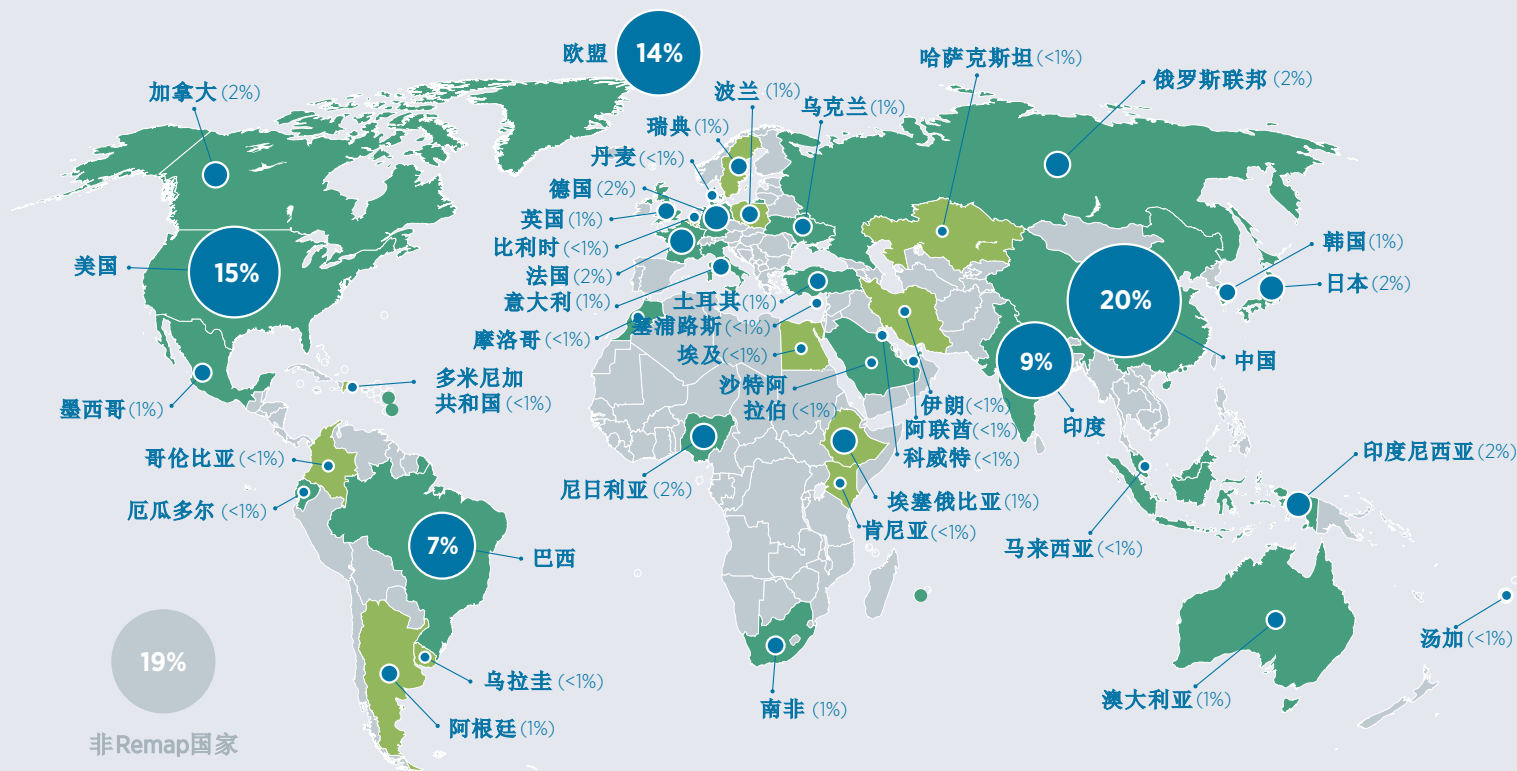 欧盟
14%
加拿大 (2%)
哈萨克斯坦 (<1%)
俄罗斯联邦 (2%)
波兰 (1%)
乌克兰 (1%)
瑞典 (1%)
丹麦 (<1%)
德国 (2%)
英国 (1%)
比利时 (<1%)
法国 (2%)
意大利 (1%)
摩洛哥 (<1%)
土耳其 (1%)
塞浦路斯 (<1%)
埃及 (<1%)
沙特阿
拉伯 (<1%)
美国
15%
韩国 (1%)
日本 (2%)
20%
中国
9%
印度
墨西哥 (1%)
多米尼加
共和国 (<1%)
伊朗 (<1%)
阿联酋 (<1%)
科威特 (<1%)
哥伦比亚 (<1%)
厄瓜多尔 (<1%)
尼日利亚 (2%)
埃塞俄比亚 (1%)
肯尼亚 (<1%)
印度尼西亚 (2%)
马来西亚 (<1%)
7%
巴西
汤加 (<1%)
19%
非Remap国家
乌拉圭 (<1%)
阿根廷 (1%)
南非 (1%)
澳大利亚 (1%)